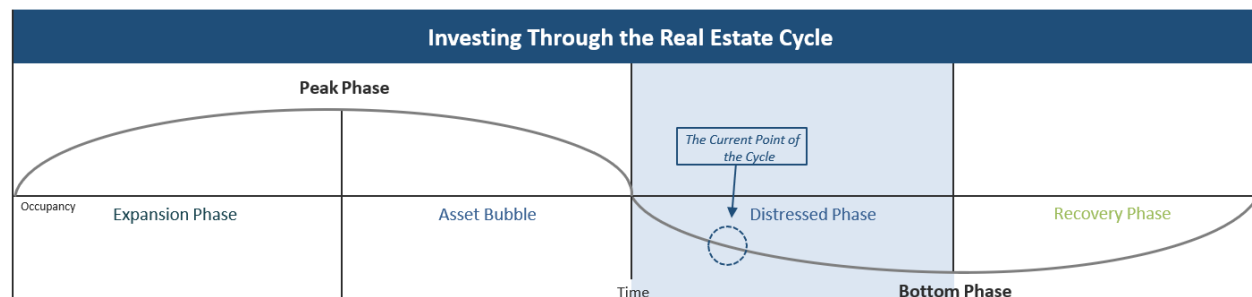 Investing Through the Real Estate Cycle
Peak Phase
The Current Point of
the Cycle
Occupancy
Expansion Phase
Asset Bubble
Distressed Phase
Recovery Phase
Time
Bottom Phase